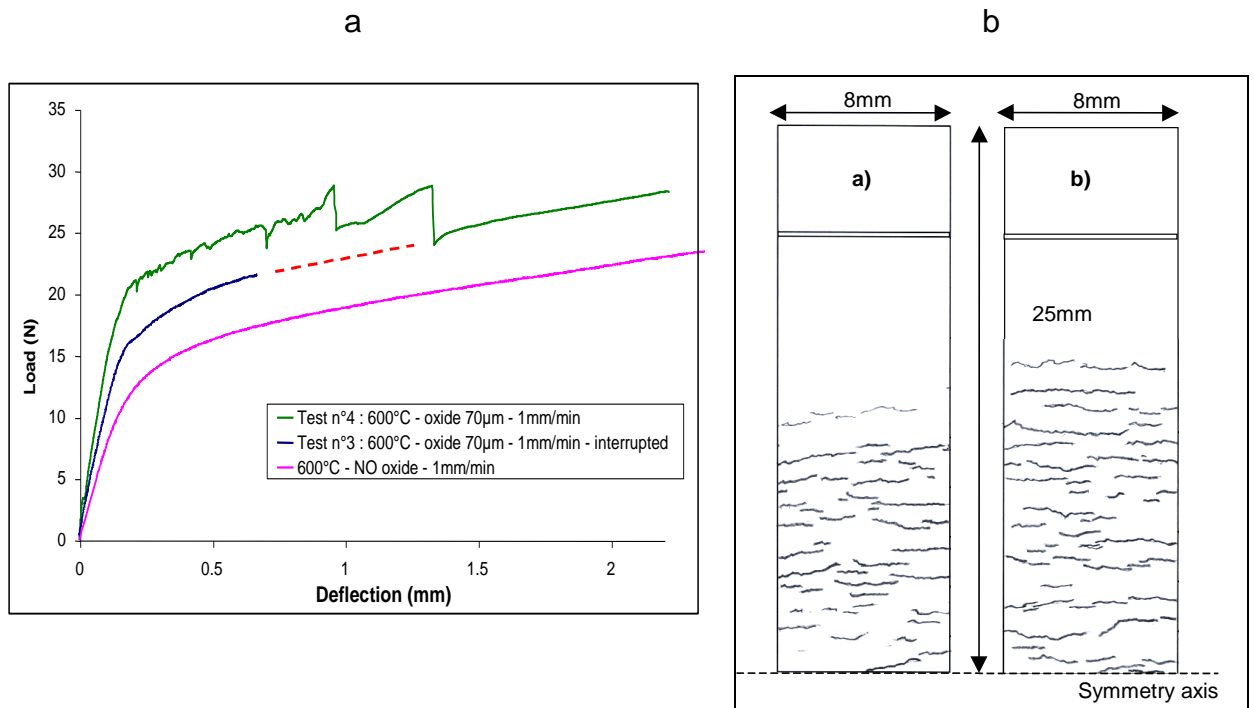 a
b
35
30
25
20
15
10
5
0
Load (N)
0
0.5
1
1.5
2
Deflection (mm)
Test n°4 : 600°C - oxide 70µm - 1mm/min
Test n°3 : 600°C - oxide 70µm - 1mm/min - interrupted
600°C - NO oxide - 1mm/min
8mm
8mm
a)
b)
25mm
Symmetry axis